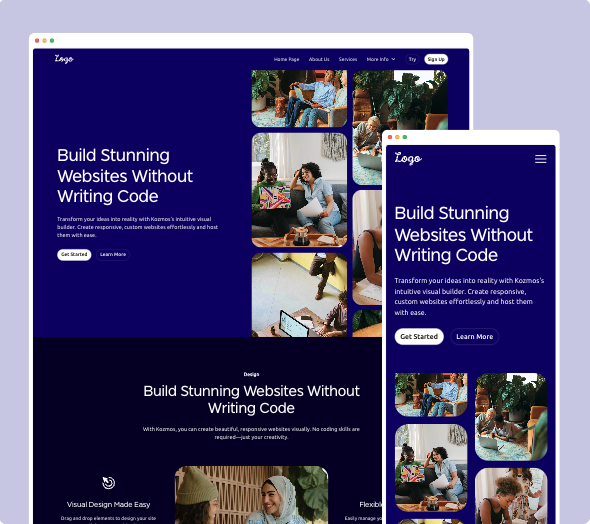 Logo
Home Page About Us Services More Info Try Sign Up
Build Stunning
Websites Without
Writing Code
Transform your ideas into reality with Kozmos's intuitive visual
builder. Create responsive, custom websites effortlessly and host
them with ease.
Get Started Learn More
Design
Build Stunning Websites Without
Writing Code
With Kozmos, you can create beautiful, responsive websites visually. No coding skills are
required—just your creativity.
Visual Design Made Easy
Drag and drop elements to design your site
Flexible
Easily manage yo
Logo
Build Stunning
Websites Without
Writing Code
Transform your ideas into reality with Kozmos's
intuitive visual builder. Create responsive,
custom websites effortlessly and host them
with ease.
Get Started Learn More